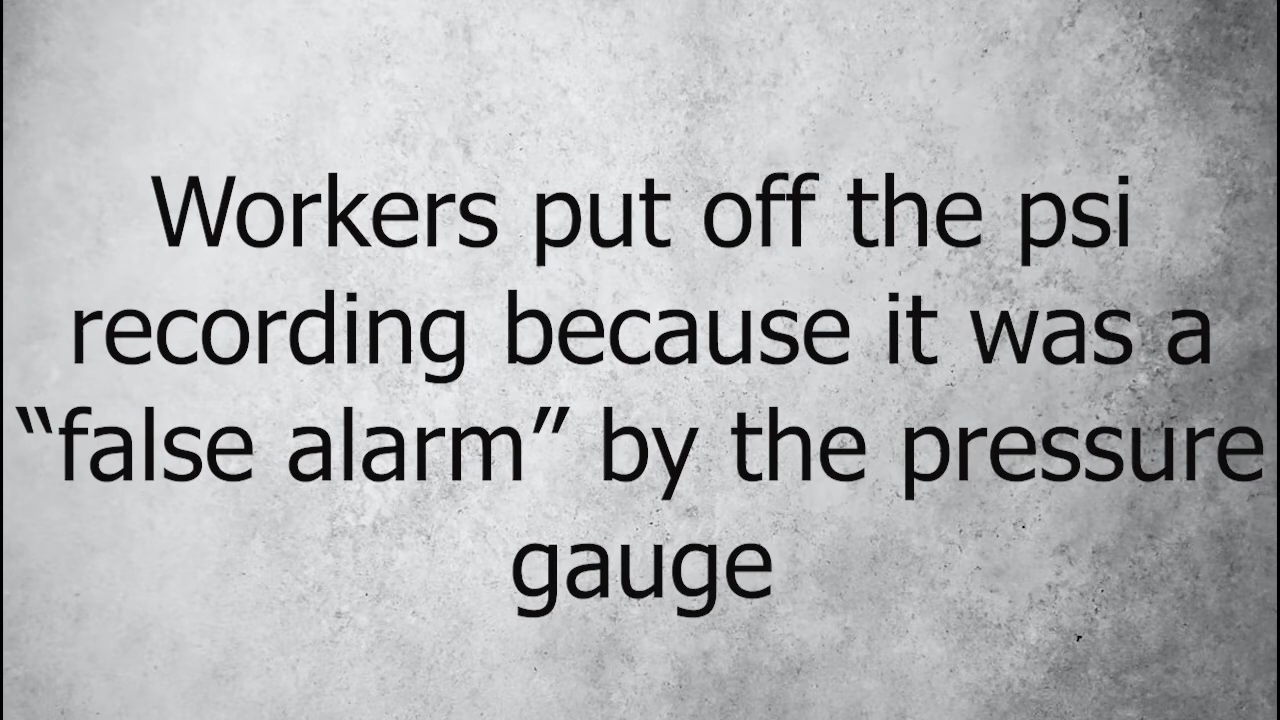 Workers put off the psi
recording because it was a
“false alarm” by the pressure
gauge